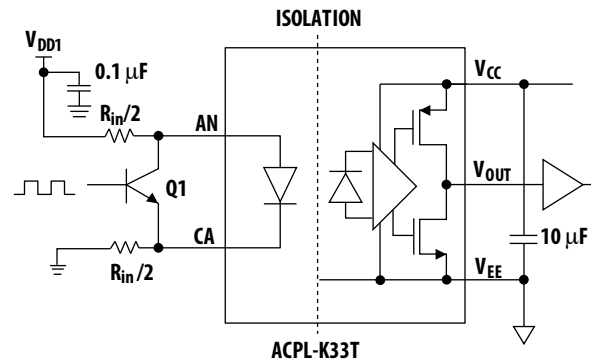 ISOLATION
V_DD1
0.1 μF
R_in/2
AN
Q1
CA
R_in/2
V_CC
V_OUT
10 μF
V_EE
ACPL-K33T